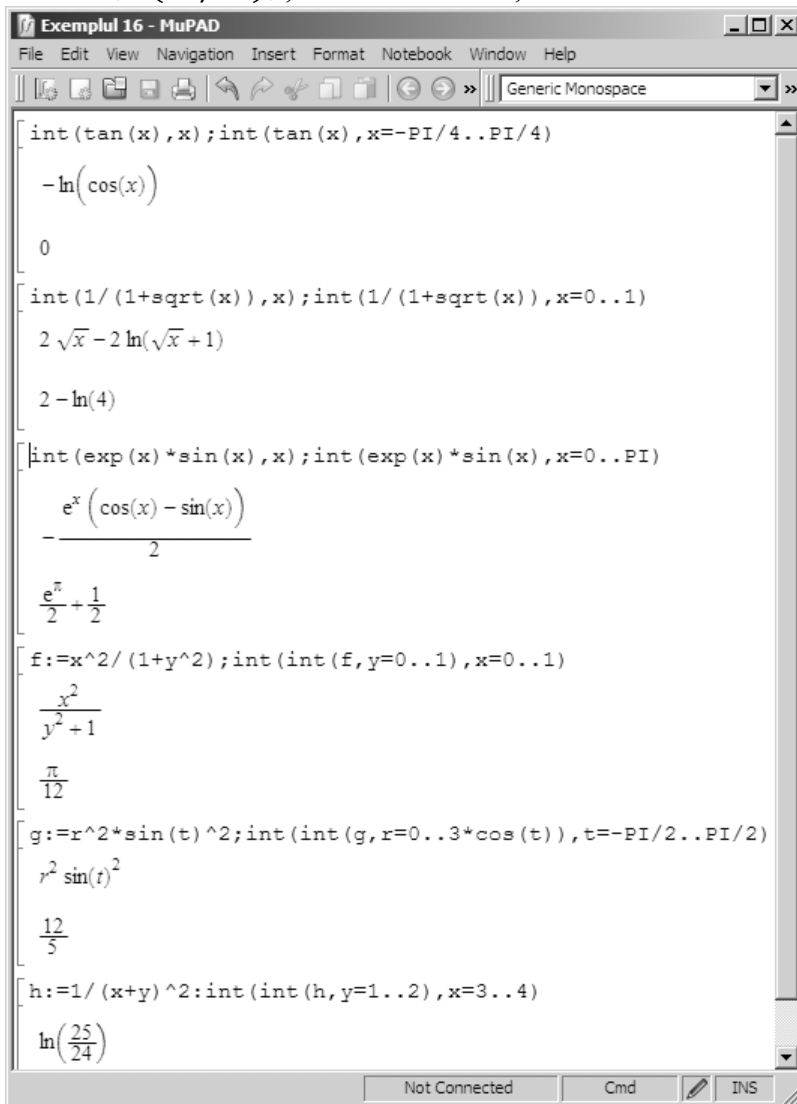 Exemplul 16 - MuPAD
File Edit View Navigation Insert Format Notebook Window Help
Generic Monospace
int(tan(x),x);int(tan(x),x=-PI/4..PI/4)
-ln(cos(x))
0
int(1/(1+sqrt(x)),x);int(1/(1+sqrt(x)),x=0..1)
2 √x − 2 ln(√x + 1)
2 − ln(4)
int(exp(x)*sin(x),x);int(exp(x)*sin(x),x=0..PI)
- e^x (cos(x) − sin(x)) / 2
e^π/2 + 1/2
f:=x^2/(1+y^2);int(int(f,y=0..1),x=0..1)
x²/(y² + 1)
π/12
g:=r^2*sin(t)^2;int(int(g,r=0..3*cos(t)),t=-PI/2..PI/2)
r² sin(t)²
12/5
h:=1/(x+y)^2:int(int(h,y=1..2),x=3..4)
ln(25/24)
Not Connected Cmd INS